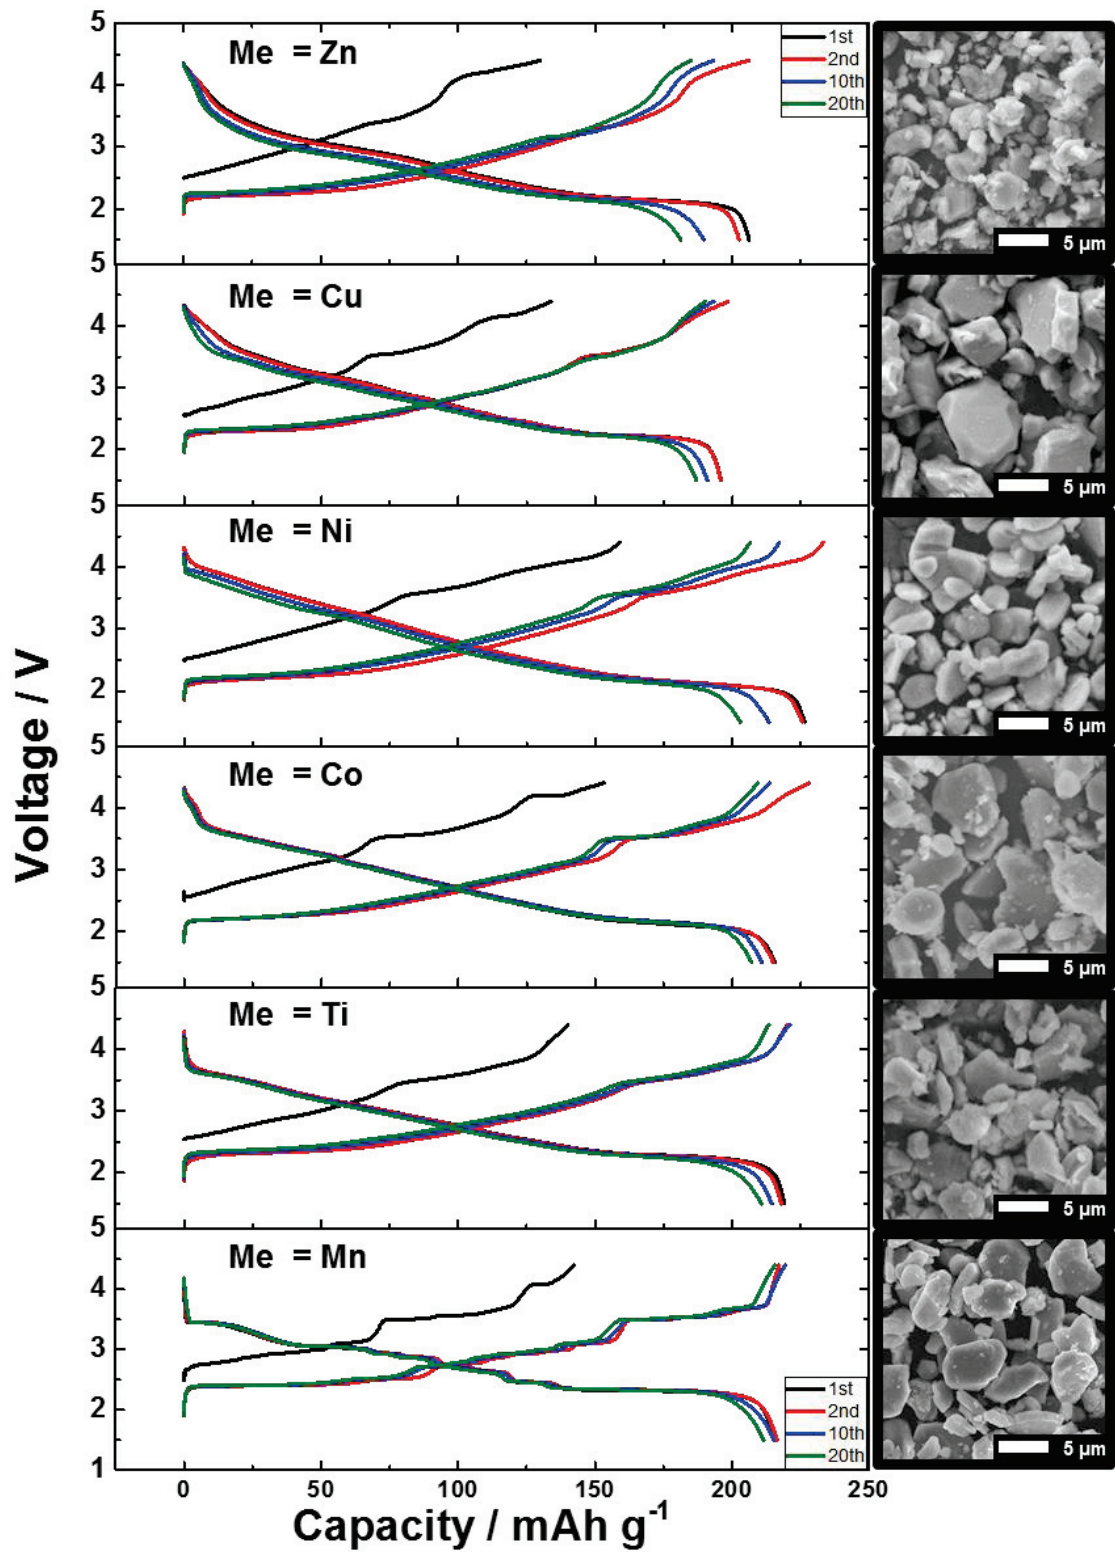 5
Me = Zn
1st
2nd
10th
20th
4
3
2
5 µm
5
Me = Cu
4
3
2
5 µm
5
Me = Ni
4
3
2
5 µm
5
Me = Co
4
3
2
5 µm
5
Me = Ti
4
3
2
5 µm
5
Me = Mn
4
3
2
1
1st
2nd
10th
20th
5 µm
Voltage / V
0 50 100 150 200 250
Capacity / mAh g⁻¹